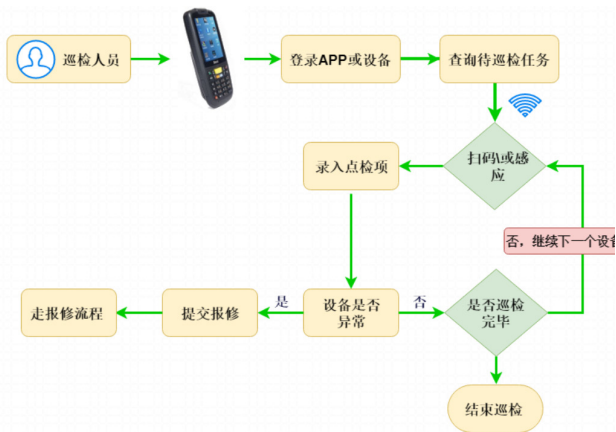 巡检人员
登录APP或设备
查询待巡检任务
扫码\或感
应
录入点检项
否，继续下一个设备
走报修流程
提交报修
是
设备是否
异常
否
是否巡检
完毕
结束巡检